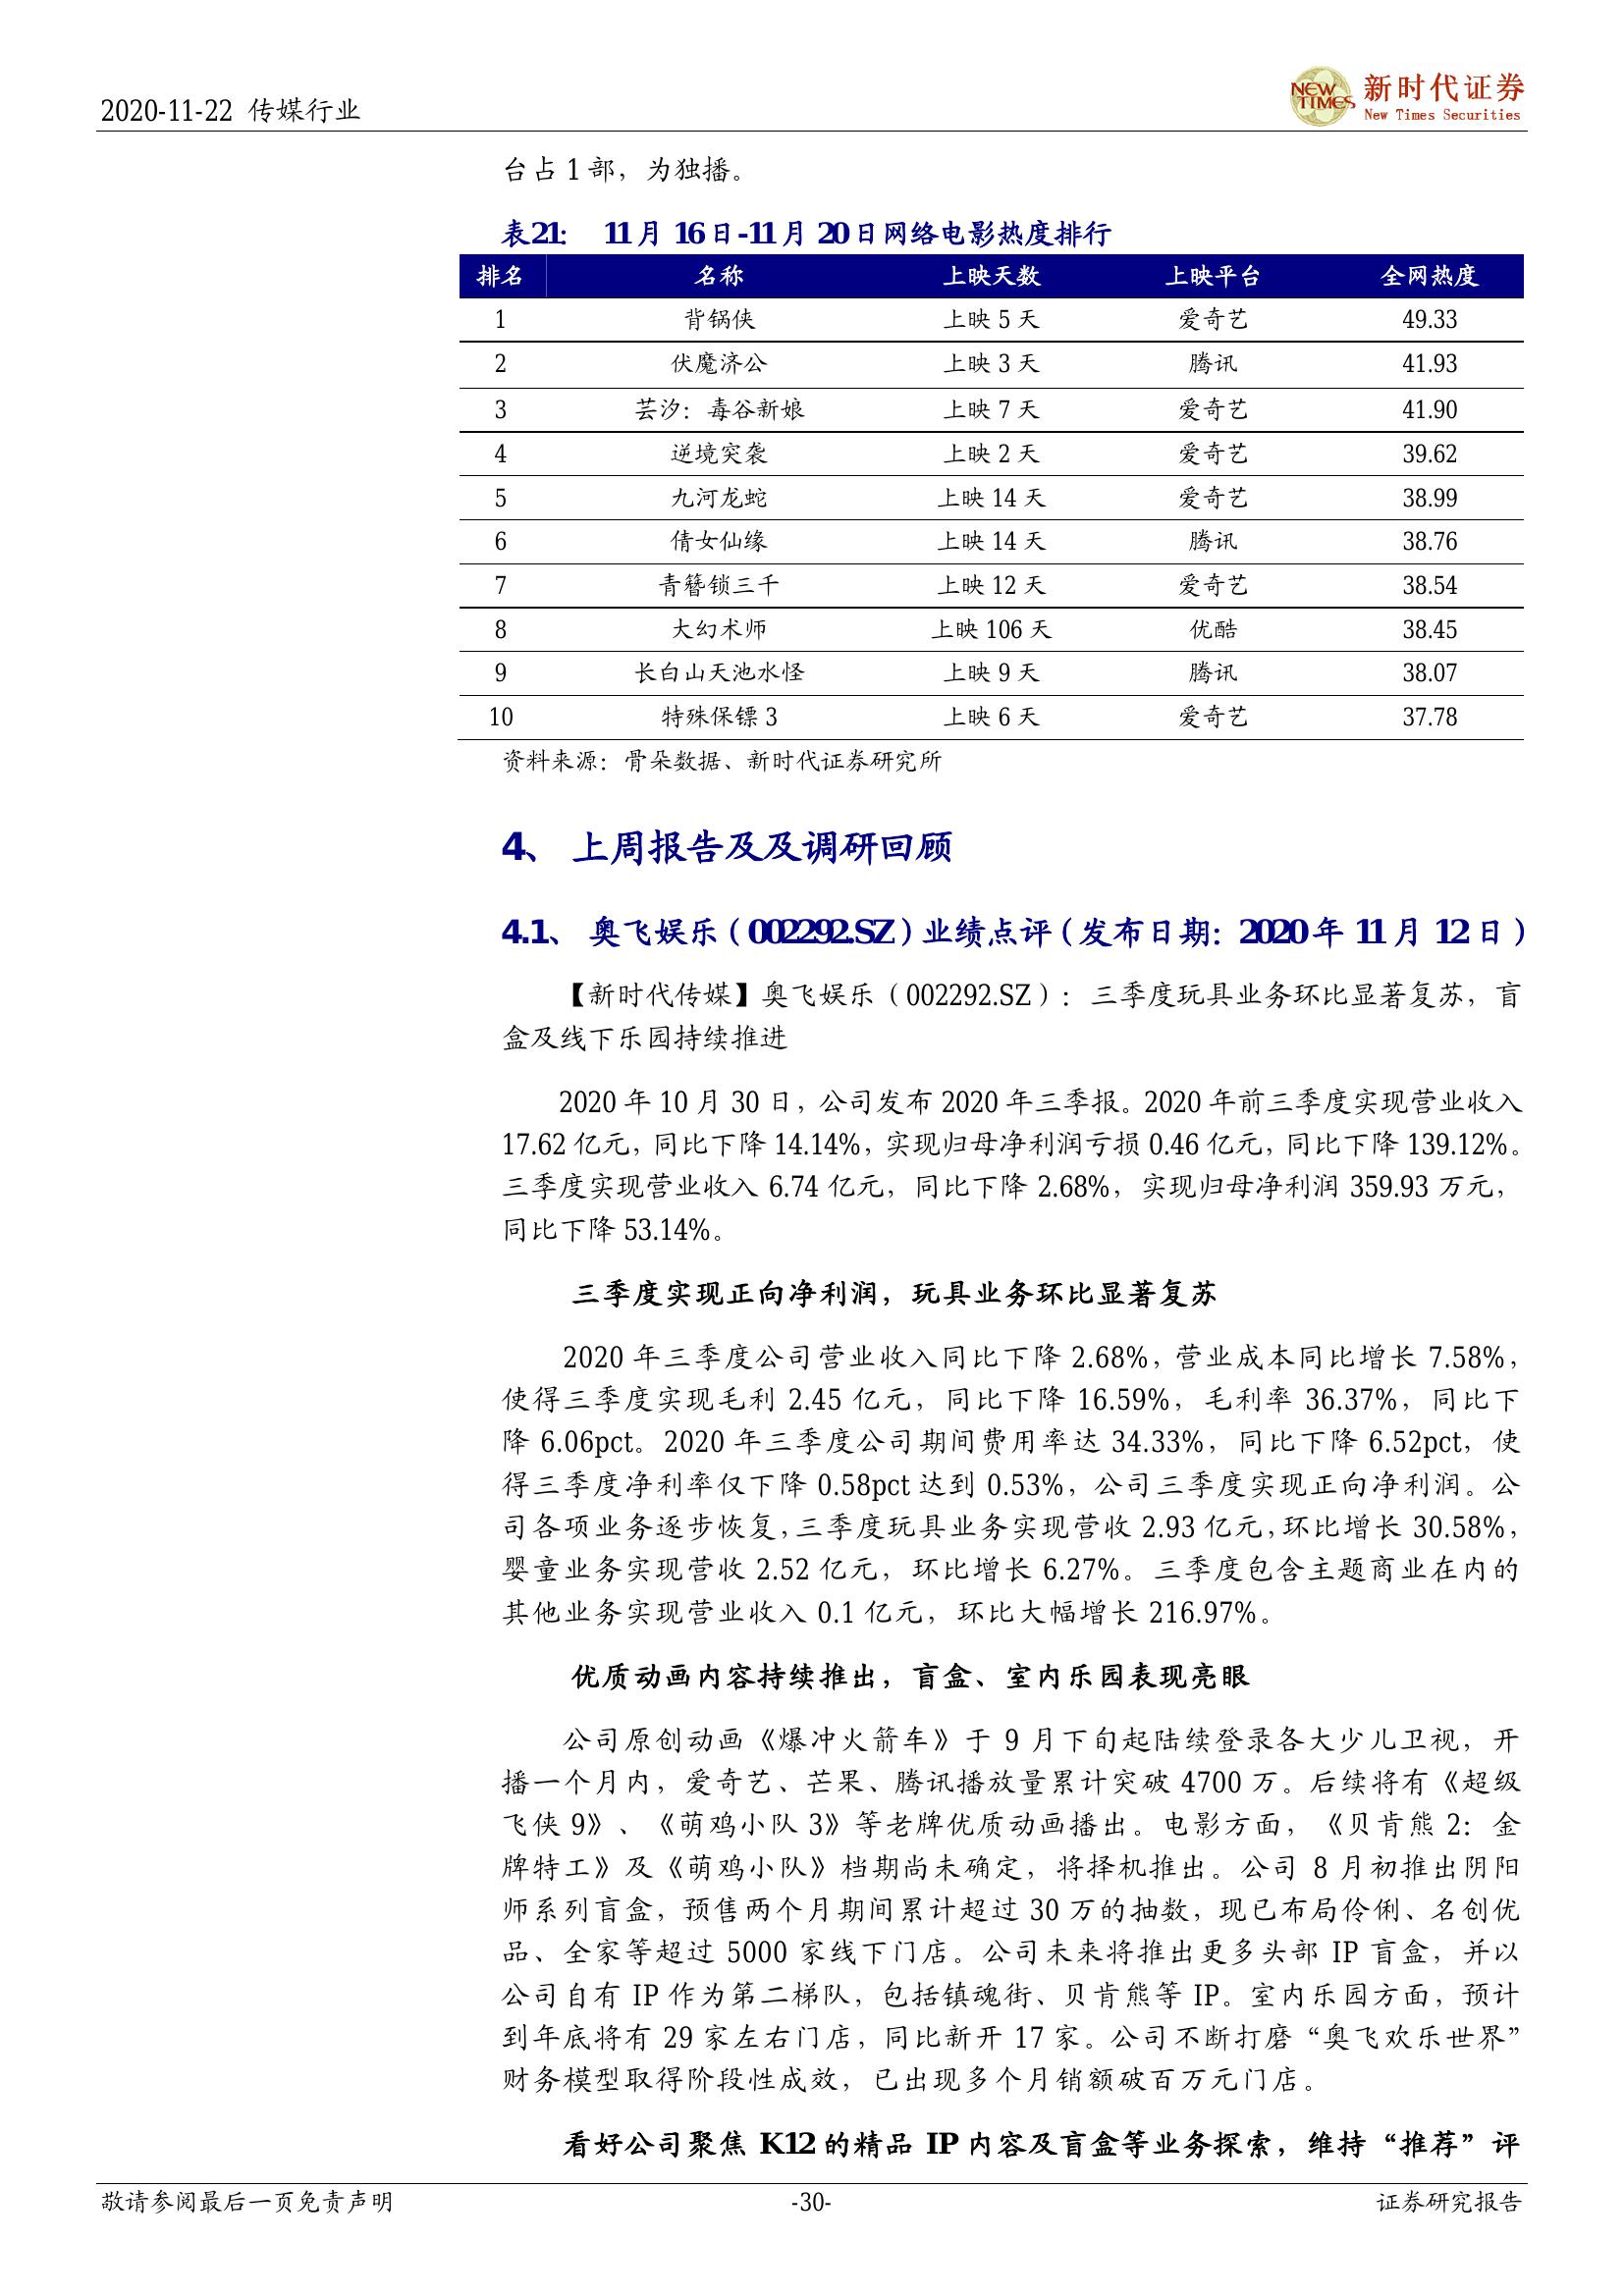 2020-11-22 传媒行业
NEW TIMES 新时代证券
New Times Securities
台占 1 部，为独播。
表21： 11月 16日-11月 20日网络电影热度排行
排名 名称 上映天数 上映平台 全网热度
1 背锅侠 上映 5 天 爱奇艺 49.33
2 伏魔济公 上映 3 天 腾讯 41.93
3 芸汐：毒谷新娘 上映 7 天 爱奇艺 41.90
4 逆境突袭 上映 2 天 爱奇艺 39.62
5 九河龙蛇 上映 14 天 爱奇艺 38.99
6 倩女仙缘 上映 14 天 腾讯 38.76
7 青簪锁三千 上映 12 天 爱奇艺 38.54
8 大幻术师 上映 106 天 优酷 38.45
9 长白山天池水怪 上映 9 天 腾讯 38.07
10 特殊保镖 3 上映 6 天 爱奇艺 37.78
资料来源：骨朵数据、新时代证券研究所
4、 上周报告及及调研回顾
4.1、 奥飞娱乐（002292.SZ）业绩点评（发布日期：2020年 11月 12日）
【新时代传媒】奥飞娱乐（002292.SZ）：三季度玩具业务环比显著复苏，盲
盒及线下乐园持续推进
2020 年 10 月 30 日，公司发布 2020 年三季报。2020 年前三季度实现营业收入
17.62 亿元，同比下降 14.14%，实现归母净利润亏损 0.46 亿元，同比下降 139.12%。
三季度实现营业收入 6.74 亿元，同比下降 2.68%，实现归母净利润 359.93 万元，
同比下降 53.14%。
三季度实现正向净利润，玩具业务环比显著复苏
2020 年三季度公司营业收入同比下降 2.68%，营业成本同比增长 7.58%，
使得三季度实现毛利 2.45 亿元，同比下降 16.59%，毛利率 36.37%，同比下
降 6.06pct。2020 年三季度公司期间费用率达 34.33%，同比下降 6.52pct，使
得三季度净利率仅下降 0.58pct 达到 0.53%，公司三季度实现正向净利润。公
司各项业务逐步恢复，三季度玩具业务实现营收 2.93 亿元，环比增长 30.58%，
婴童业务实现营收 2.52 亿元，环比增长 6.27%。三季度包含主题商业在内的
其他业务实现营业收入 0.1 亿元，环比大幅增长 216.97%。
优质动画内容持续推出，盲盒、室内乐园表现亮眼
公司原创动画《爆冲火箭车》于 9 月下旬起陆续登录各大少儿卫视，开
播一个月内，爱奇艺、芒果、腾讯播放量累计突破 4700 万。后续将有《超级
飞侠 9》、《萌鸡小队 3》等老牌优质动画播出。电影方面，《贝肯熊 2：金
牌特工》及《萌鸡小队》档期尚未确定，将择机推出。公司 8 月初推出阴阳
师系列盲盒，预售两个月期间累计超过 30 万的抽数，现已布局伶俐、名创优
品、全家等超过 5000 家线下门店。公司未来将推出更多头部 IP 盲盒，并以
公司自有 IP 作为第二梯队，包括镇魂街、贝肯熊等 IP。室内乐园方面，预计
到年底将有 29 家左右门店，同比新开 17 家。公司不断打磨“奥飞欢乐世界”
财务模型取得阶段性成效，已出现多个月销额破百万元门店。
看好公司聚焦 K12 的精品 IP 内容及盲盒等业务探索，维持“推荐”评
敬请参阅最后一页免责声明 -30- 证券研究报告